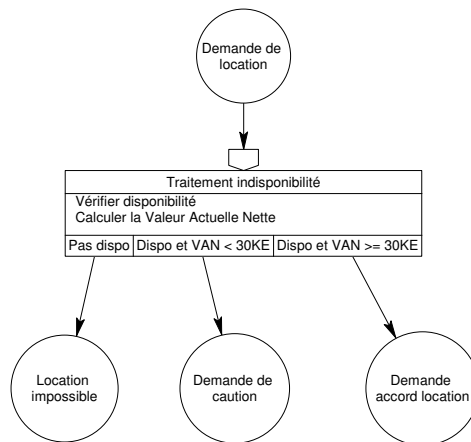 Demande de
location
Traitement indisponibilité
Vérifier disponibilité
Calculer la Valeur Actuelle Nette
Pas dispo Dispo et VAN < 30KE Dispo et VAN >= 30KE
Location
impossible
Demande de
caution
Demande
accord location